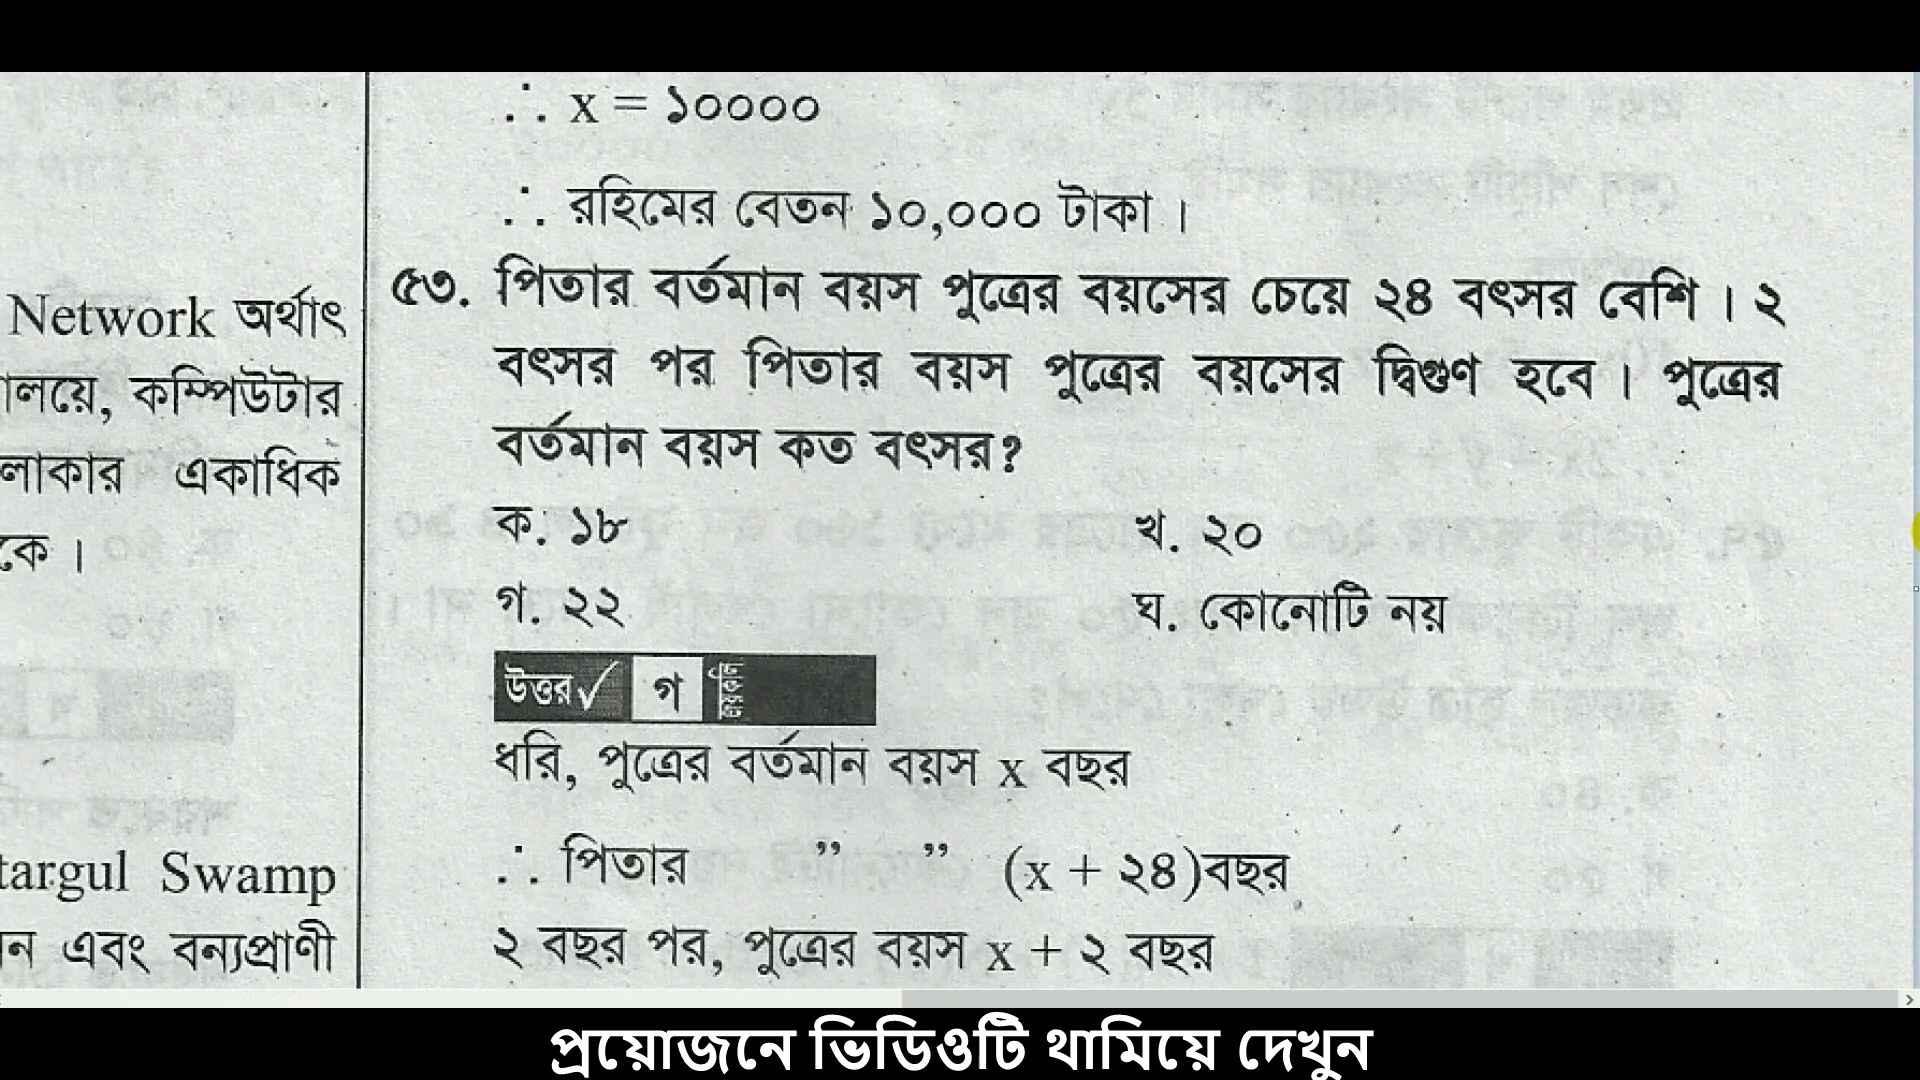 ∴ x = ১০০০০
∴ রহিমের বেতন ১০,০০০ টাকা।
Network অর্থাৎ
লয়ে, কম্পিউটার
লাকার একাধিক
কে।
targul Swamp
ন এবং বন্যপ্রাণী
৫৩. পিতার বর্তমান বয়স পুত্রের বয়সের চেয়ে ২৪ বৎসর বেশি। ২
বৎসর পর পিতার বয়স পুত্রের বয়সের দ্বিগুণ হবে। পুত্রের
বর্তমান বয়স কত বৎসর?
ক. ১৮ খ. ২০
গ. ২২ ঘ. কোনোটি নয়
উত্তর✓ গ
ধরি, পুত্রের বর্তমান বয়স x বছর
∴ পিতার ” ” (x + ২৪)বছর
২ বছর পর, পুত্রের বয়স x + ২ বছর
প্রয়োজনে ভিডিওটি থামিয়ে দেখুন